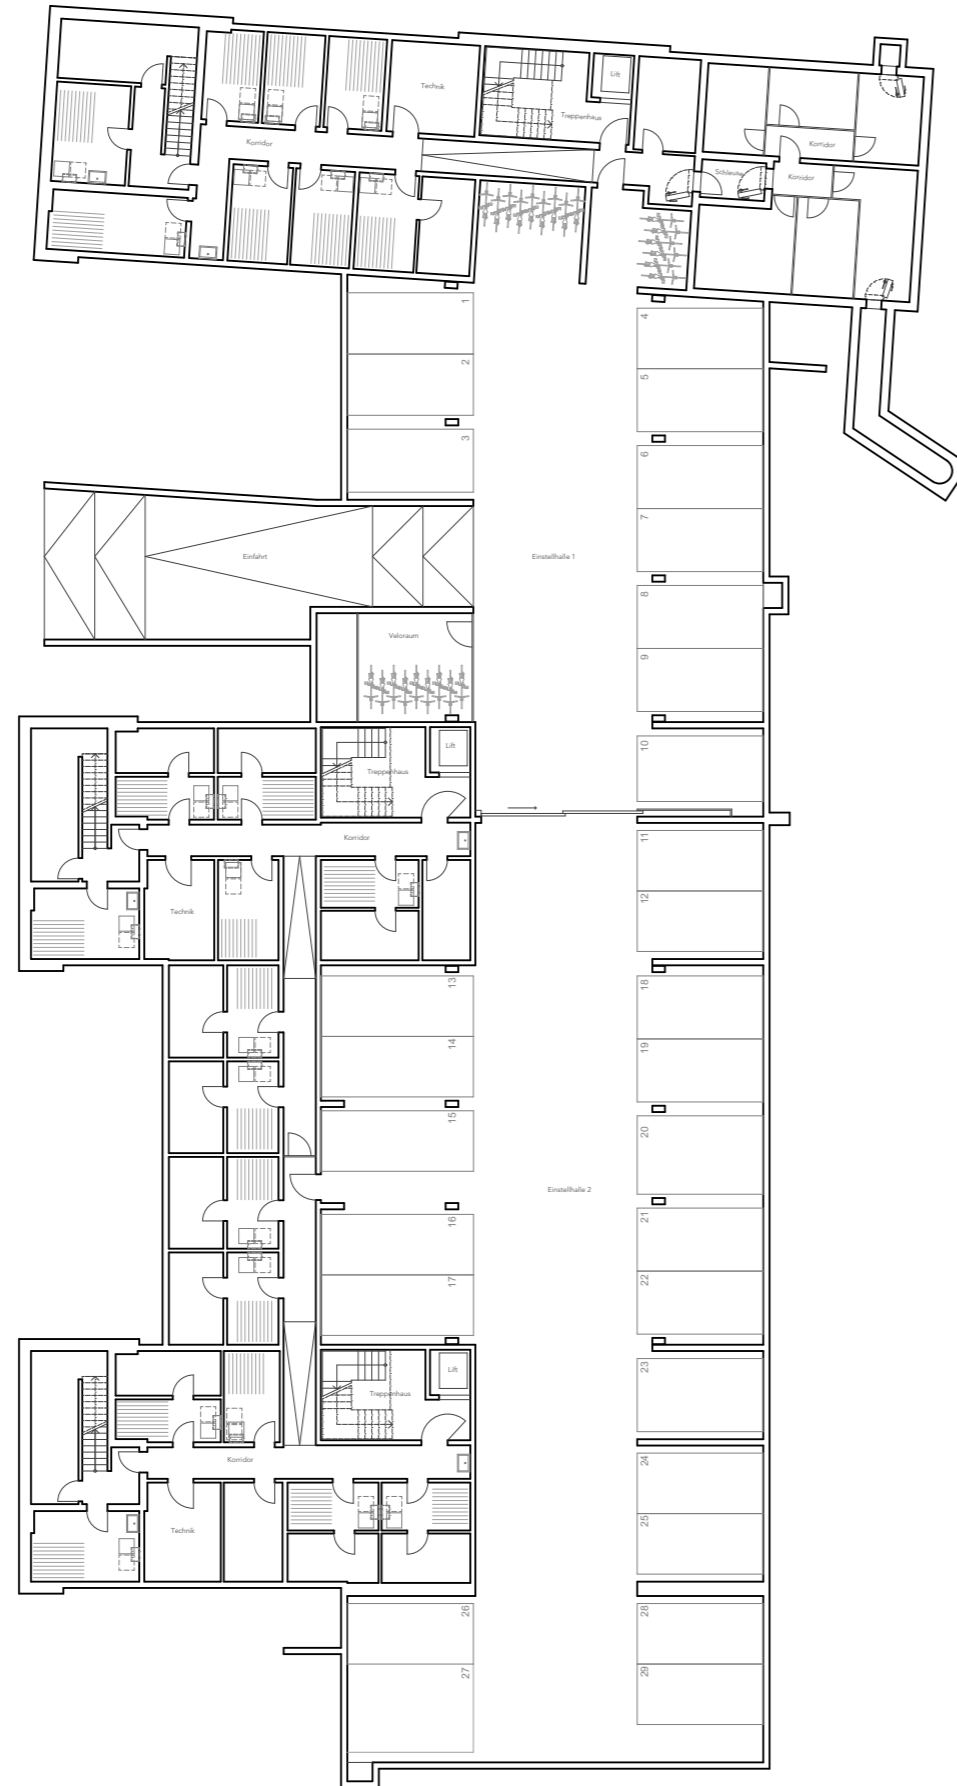 Technik
Lift
Treppenhaus
Korridor
Korridor
Schleuse
Korridor
1
2
3
4
5
6
7
8
9
Einfahrt
Einstellhalle 1
Veloraum
10
Treppenhaus
Lift
Korridor
Technik
11
12
13
14
15
16
17
18
19
20
21
22
Einstellhalle 2
Treppenhaus
Lift
Korridor
Technik
23
24
25
26
27
28
29